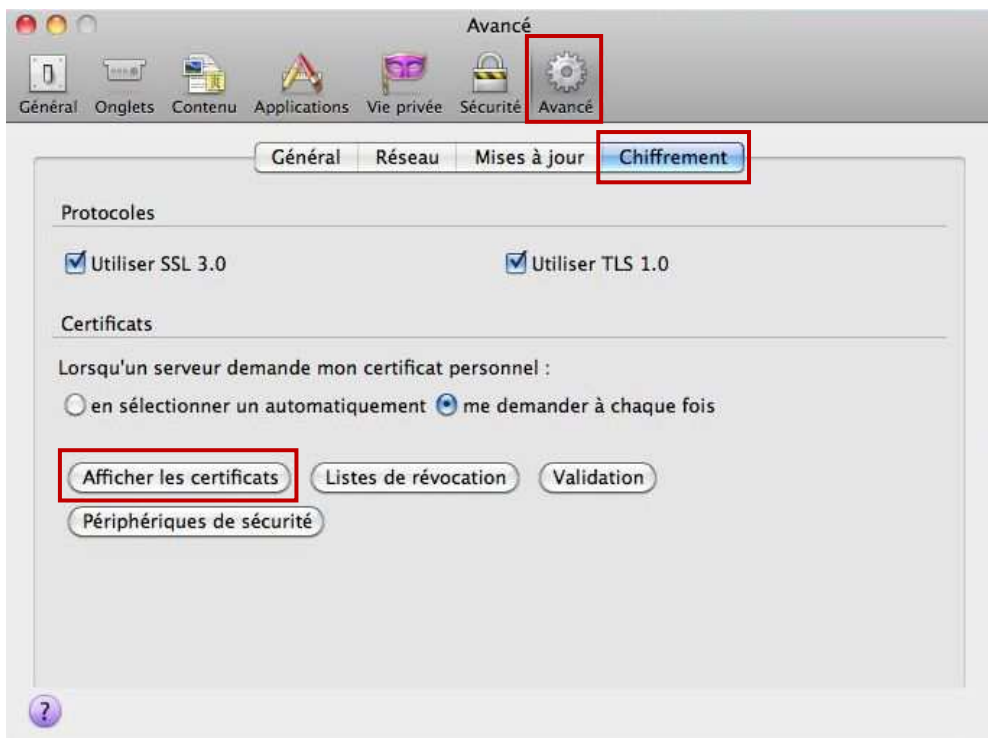 Avancé
Général Onglets Contenu Applications Vie privée Sécurité Avancé
Général Réseau Mises à jour Chiffrement
Protocoles
Utiliser SSL 3.0 Utiliser TLS 1.0
Certificats
Lorsqu'un serveur demande mon certificat personnel :
en sélectionner un automatiquement me demander à chaque fois
Afficher les certificats Listes de révocation Validation
Périphériques de sécurité
?